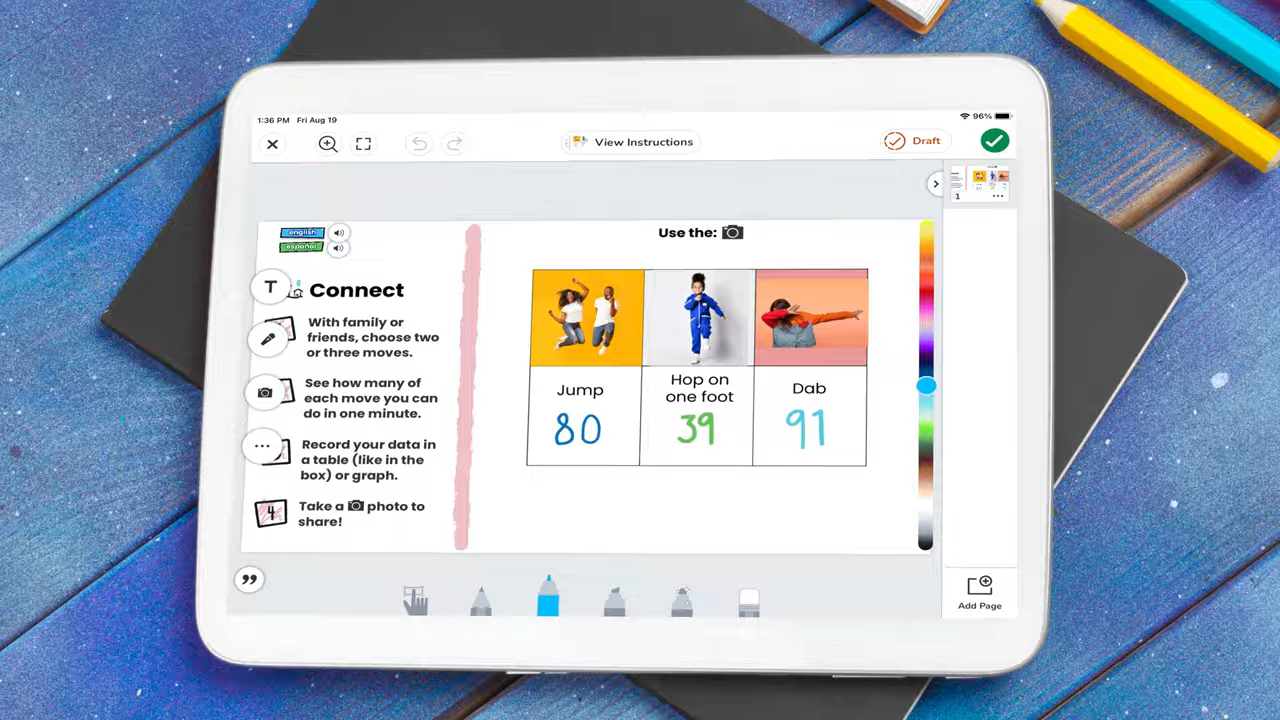 1:36 PM Fri Aug 19
96%
View Instructions
Draft
1
english
español
Use the:
Connect
With family or
friends, choose two
or three moves.
See how many of
each move you can
do in one minute.
Record your data in
a table (like in the
box) or graph.
4
Take a photo to
share!
Jump
Hop on
one foot
Dab
80
39
91
T
Add Page